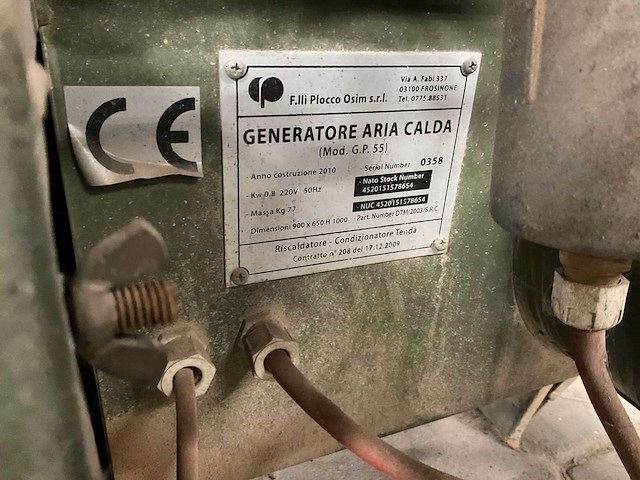 CE
F.lli Plocco Osim s.r.l.
Via A. Fabi 337
03100 FROSINONE
Tel. 0775.88531
GENERATORE ARIA CALDA
(Mod. G.P. 55)
Anno costruzione 2010
Serial Number 0358
Kw 0.8 220V 50Hz
Nato Stock Number
4520151578654
Massa Kg 77
NUC 4520151578654
Dimensioni 900 x 650 H 1000
Part. Number DTM/2003/S.R.C.
Riscaldatore - Condizionatore Tenda
Contratto n° 208 del 17.12.2009